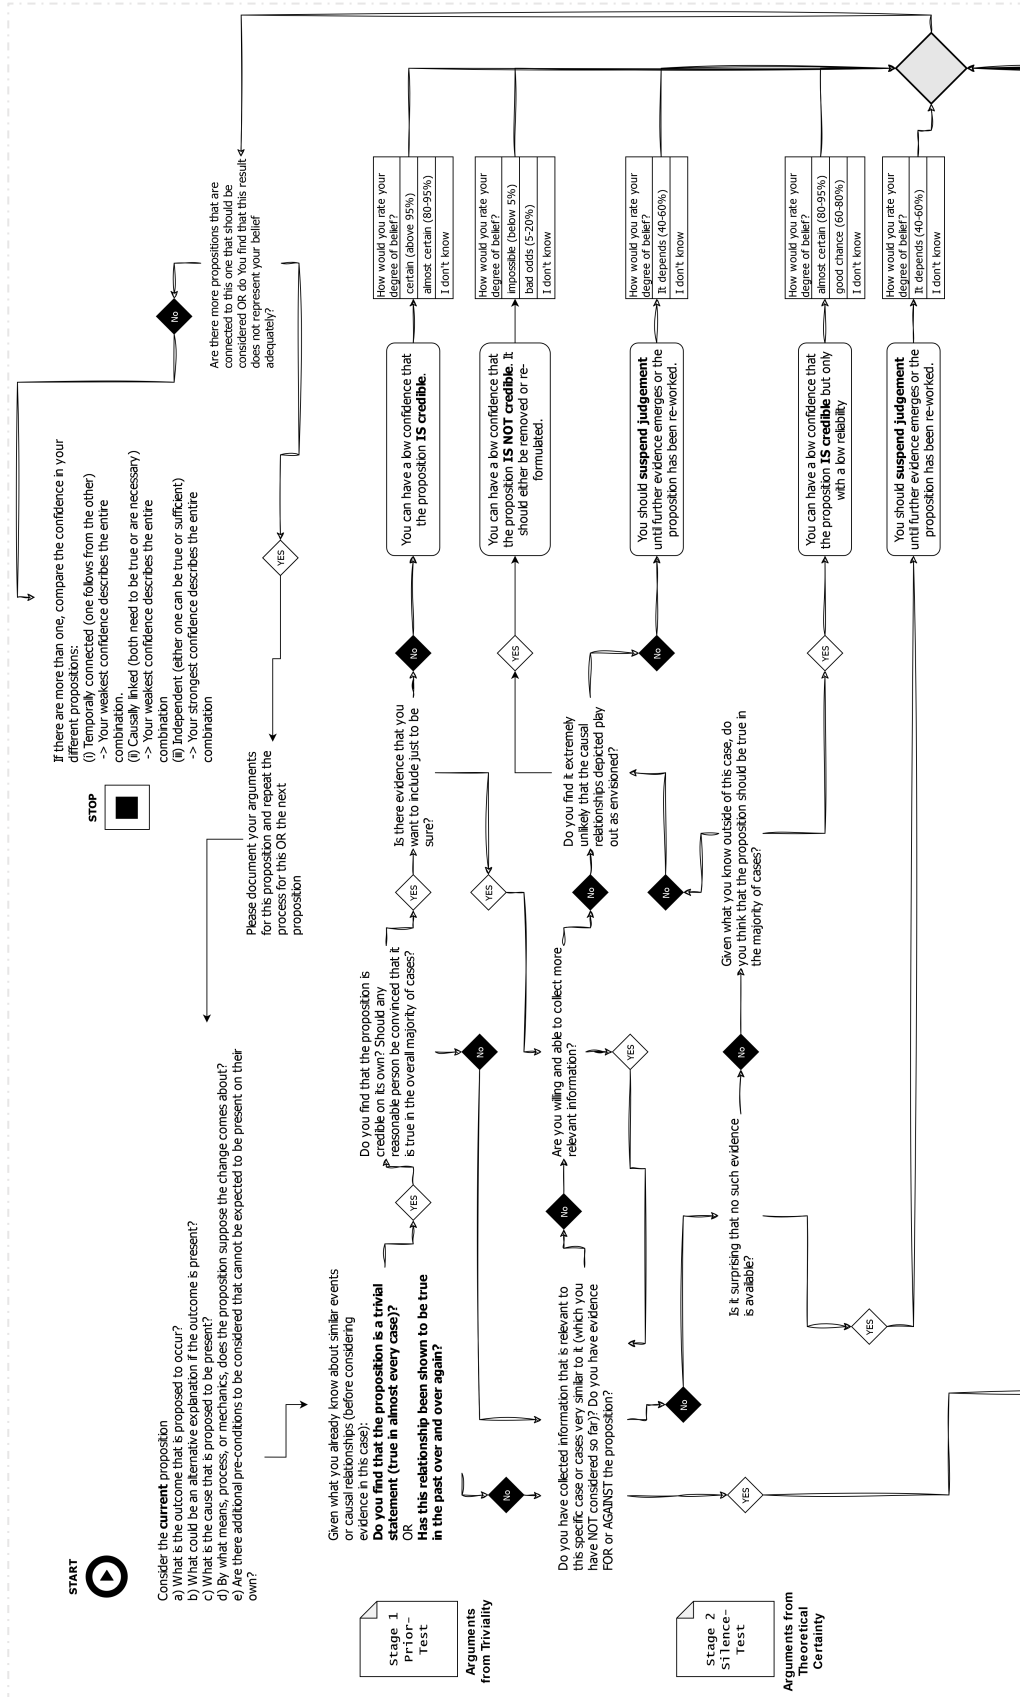 START
Consider the current proposition
a) What is the outcome that is proposed to occur?
b) What could be an alternative explanation if the outcome is present?
c) What is the cause that is proposed to be present?
d) By what means, process, or mechanics, does the proposition suppose the change comes about?
e) Are there additional pre-conditions to be considered that cannot be expected to be present on their
own?
Please document your arguments
for this proposition and repeat the
process for this OR the next
proposition
STOP
If there are more than one, compare the confidence in your
different propositions:
(i) Temporally connected (one follows from the other)
-> Your weakest confidence describes the entire
combination.
(ii) Causally linked (both need to be true or are necessary)
-> Your weakest confidence describes the entire
combination
(iii) Independent (either one can be true or sufficient)
-> Your strongest confidence describes the entire
combination
YES
No
Are there more propositions that are
connected to this one that should be
considered OR do You find that this result
does not represent your belief
adequately?
Stage 1
Prior-
Test
Arguments
from Triviality
Given what you already know about similar events
or causal relationships (before considering
evidence in this case):
Do you find that the proposition is a trivial
statement (true in almost every case)?
OR
Has this relationship been shown to be true
in the past over and over again?
YES
No
Do you find that the proposition is
credible on its own? Should any
reasonable person be convinced that it
is true in the overall majority of cases?
YES
No
Is there evidence that you
want to include just to be
sure?
No
YES
You can have a low confidence that
the proposition IS credible.
How would you rate your
degree of belief?
certain (above 95%)
almost certain (80-95%)
I don't know
Do you have collected information that is relevant to
this specific case or cases very similar to it (which you
have NOT considered so far)? Do you have evidence
FOR or AGAINST the proposition?
No
Are you willing and able to collect more
relevant information?
No
YES
Do you find it extremely
unlikely that the causal
relationships depicted play
out as envisioned?
YES
No
You can have a low confidence that
the proposition IS NOT credible. It
should either be removed or re-
formulated.
How would you rate your
degree of belief?
impossible (below 5%)
bad odds (5-20%)
I don't know
You should suspend judgement
until further evidence emerges or the
proposition has been re-worked.
How would you rate your
degree of belief?
It depends (40-60%)
I don't know
Stage 2
Silence-
Test
Arguments from
Theoretical
Certainty
No
YES
Is it surprising that no such evidence
is available?
No
YES
Given what you know outside of this case, do
you think that the proposition should be true in
the majority of cases?
No
YES
You can have a low confidence that
the proposition IS credible but only
with a low reliability
How would you rate your
degree of belief?
almost certain (80-95%)
good chance (60-80%)
I don't know
You should suspend judgement
until further evidence emerges or the
proposition has been re-worked.
How would you rate your
degree of belief?
It depends (40-60%)
I don't know